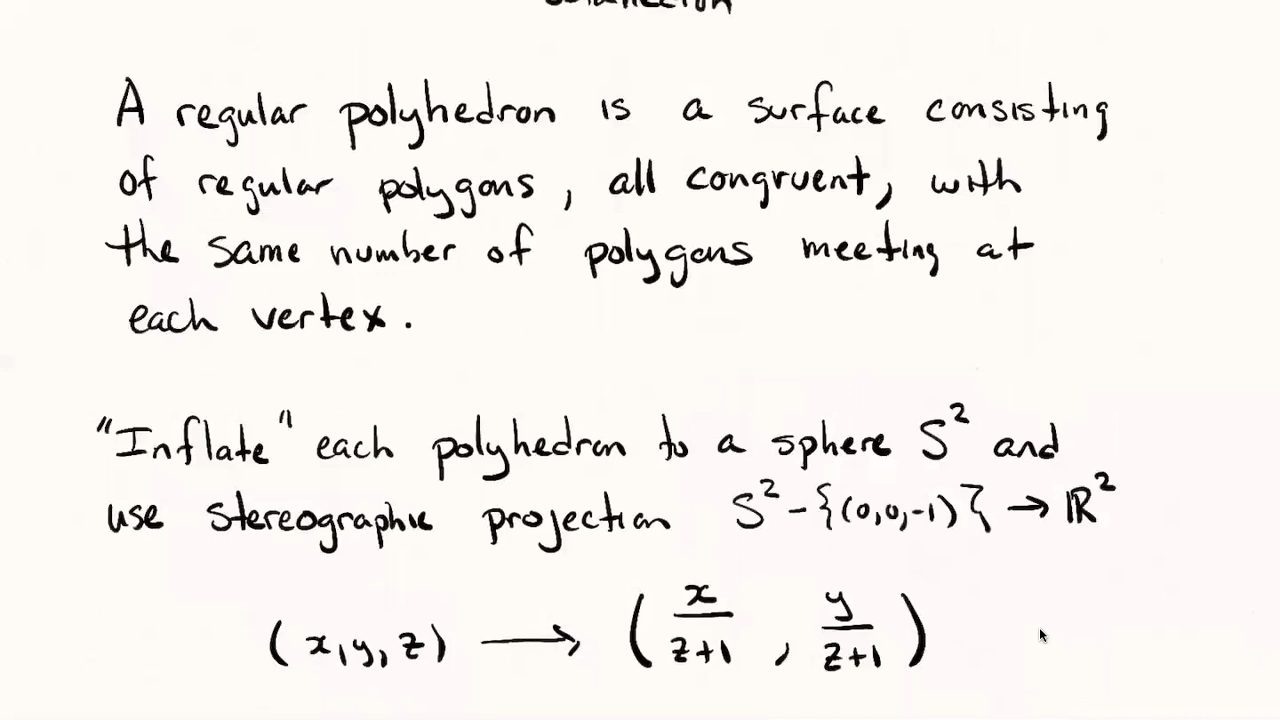 A regular polyhedron is a surface consisting
of regular polygons, all congruent, with
the same number of polygons meeting at
each vertex.
"Inflate" each polyhedron to a sphere S² and
use stereographic projection S² - {(0,0,-1)} → ℝ²
(x,y,z) ⟶ (x/(z+1), y/(z+1))